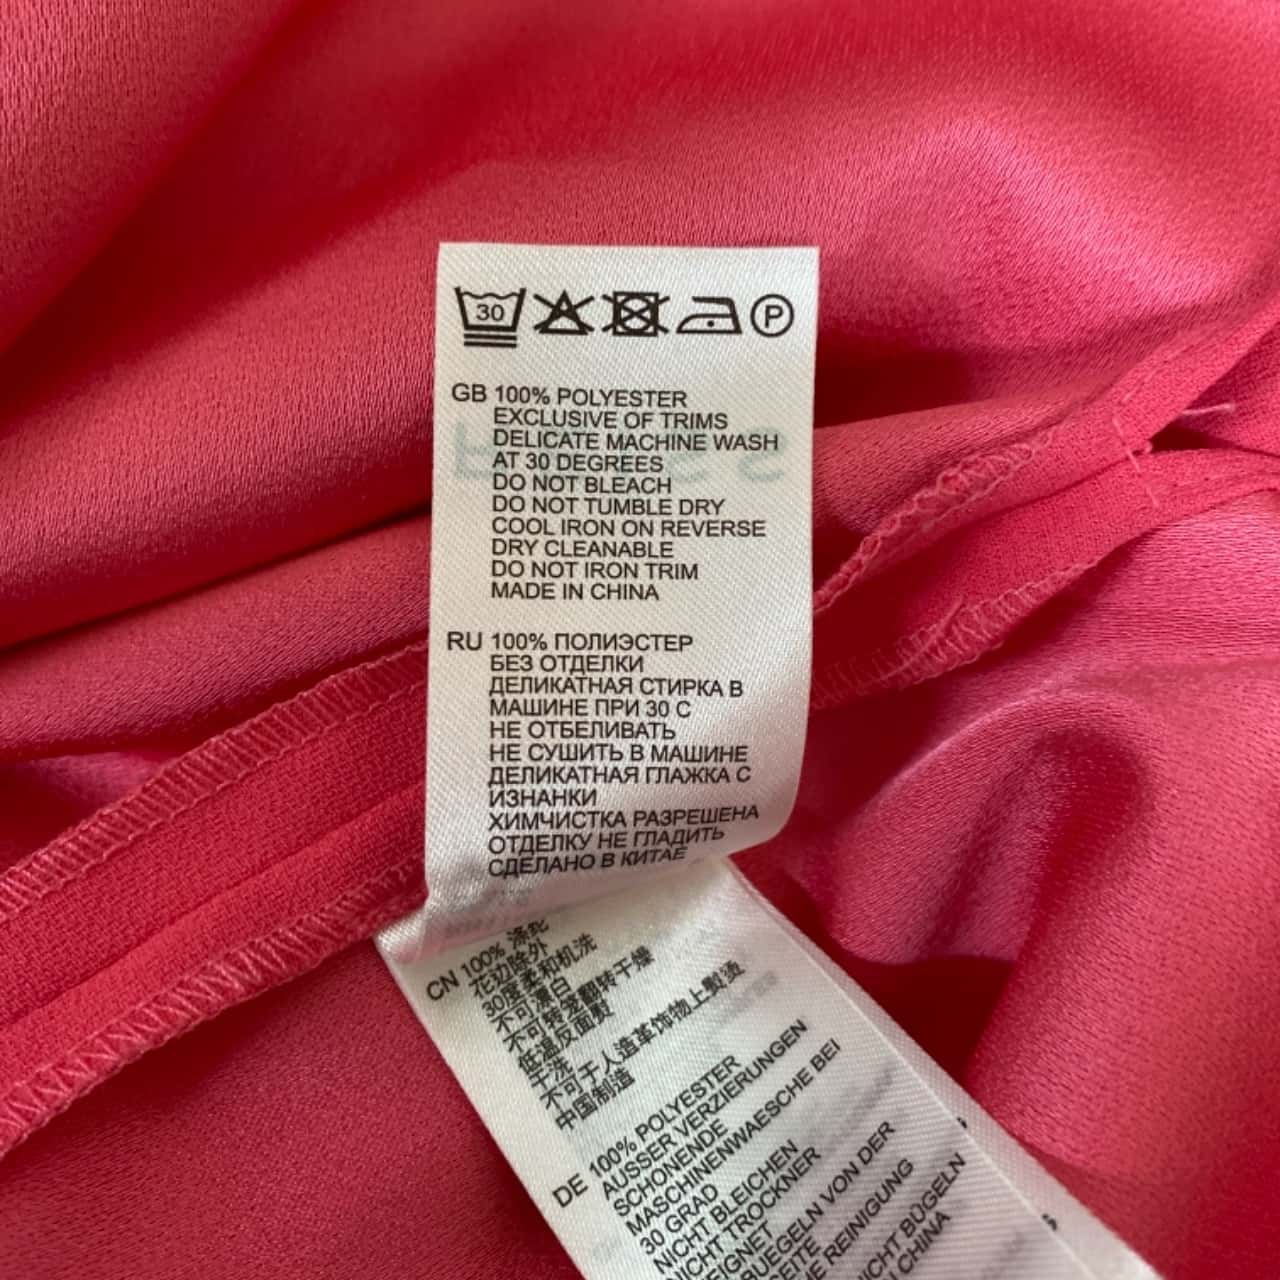 30 P
GB 100% POLYESTER
EXCLUSIVE OF TRIMS
DELICATE MACHINE WASH
AT 30 DEGREES
DO NOT BLEACH
DO NOT TUMBLE DRY
COOL IRON ON REVERSE
DRY CLEANABLE
DO NOT IRON TRIM
MADE IN CHINA
RU 100% ПОЛИЭСТЕР
БЕЗ ОТДЕЛКИ
ДЕЛИКАТНАЯ СТИРКА В
МАШИНЕ ПРИ 30 С
НЕ ОТБЕЛИВАТЬ
НЕ СУШИТЬ В МАШИНЕ
ДЕЛИКАТНАЯ ГЛАЖКА С
ИЗНАНКИ
ХИМЧИСТКА РАЗРЕШЕНА
ОТДЕЛКУ НЕ ГЛАДИТЬ
СДЕЛАНО В КИТАЕ
CN 100% 涤纶
花边除外
30度柔和机洗
不可漂白
不可转笼翻转干燥
低温反面熨
干洗
不可于人造革饰物上熨烫
中国制造
DE 100% POLYESTER
AUSSER VERZIERUNGEN
SCHONENDE
MASCHINENWAESCHE BEI
30 GRAD
NICHT BLEICHEN
NICHT TROCKNER
VON DER
REINIGUNG
NICHT BÜGELN
CHINA